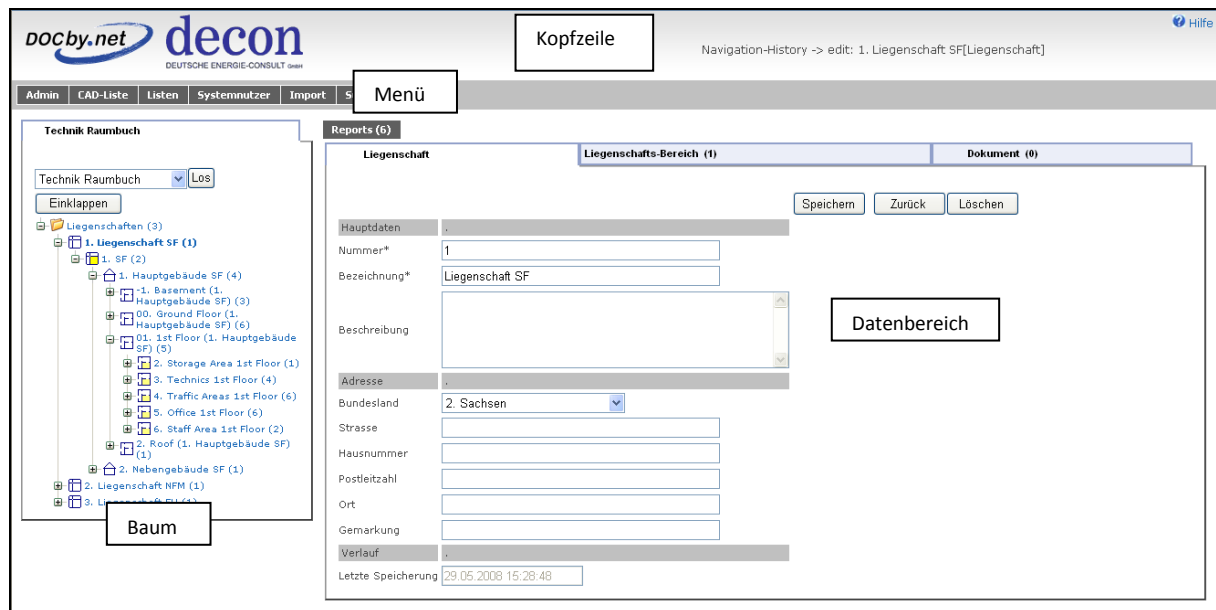 DOCby.net decon
DEUTSCHE ENERGIE-CONSULT GmbH
Kopfzeile
Hilfe
Navigation-History -> edit: 1. Liegenschaft SF[Liegenschaft]
Admin CAD-Liste Listen Systemnutzer Import
Menü
Technik Raumbuch
Technik Raumbuch Los
Einklappen
Liegenschaften (3)
1. Liegenschaft SF (1)
1. SF (2)
1. Hauptgebäude SF (4)
-1. Basement (1.
Hauptgebäude SF) (3)
00. Ground Floor (1.
Hauptgebäude SF) (6)
01. 1st Floor (1. Hauptgebäude
SF) (5)
2. Storage Area 1st Floor (1)
3. Technics 1st Floor (4)
4. Traffic Areas 1st Floor (6)
5. Office 1st Floor (6)
6. Staff Area 1st Floor (2)
2. Roof (1. Hauptgebäude SF)
(1)
2. Nebengebäude SF (1)
2. Liegenschaft NFM (1)
3.
Baum
Reports (6)
Liegenschaft Liegenschafts-Bereich (1) Dokument (0)
Speichern Zurück Löschen
Hauptdaten ,
Nummer* 1
Bezeichnung* Liegenschaft SF
Beschreibung
Datenbereich
Adresse ,
Bundesland 2. Sachsen
Strasse
Hausnummer
Postleitzahl
Ort
Gemarkung
Verlauf ,
Letzte Speicherung 29.05.2008 15:28:48